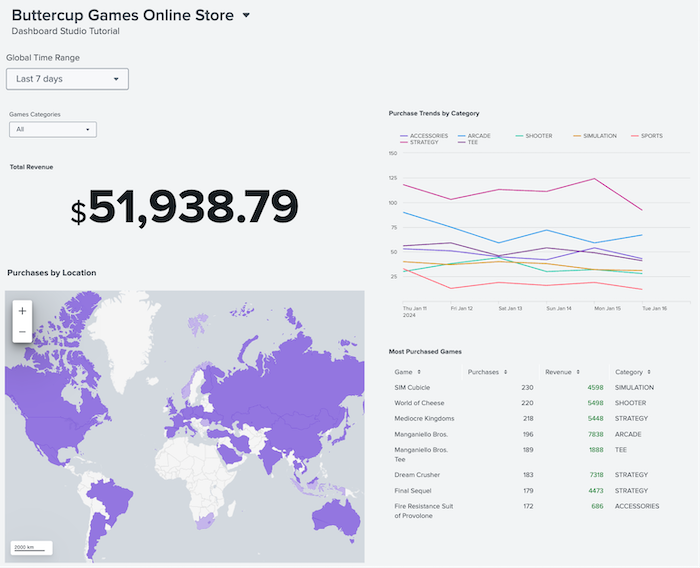 Buttercup Games Online Store
Dashboard Studio Tutorial
Global Time Range
Last 7 days
Games Categories
All
Total Revenue
$51,938.79
Purchases by Location
+
−
2000 km
Purchase Trends by Category
ACCESSORIES ARCADE SHOOTER SIMULATION SPORTS
STRATEGY TEE
150
125
100
75
50
25
Thu Jan 11 Fri Jan 12 Sat Jan 13 Sun Jan 14 Mon Jan 15 Tue Jan 16
2024
Most Purchased Games
Game Purchases Revenue Category
SIM Cubicle 230 4598 SIMULATION
World of Cheese 220 5498 SHOOTER
Mediocre Kingdoms 218 5448 STRATEGY
Manganiello Bros. 196 7838 ARCADE
Manganiello Bros. 189 1888 TEE
Tee
Dream Crusher 183 7318 STRATEGY
Final Sequel 179 4473 STRATEGY
Fire Resistance Suit 172 686 ACCESSORIES
of Provolone